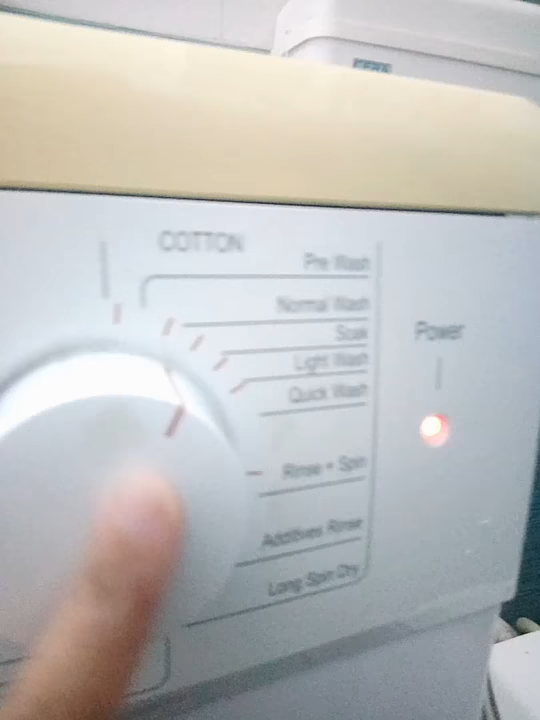 COTTON
Pre Wash
Normal Wash
Soak
Light Wash
Quick Wash
Rinse + Spin
Additives Rinse
Long Spin Dry
Power